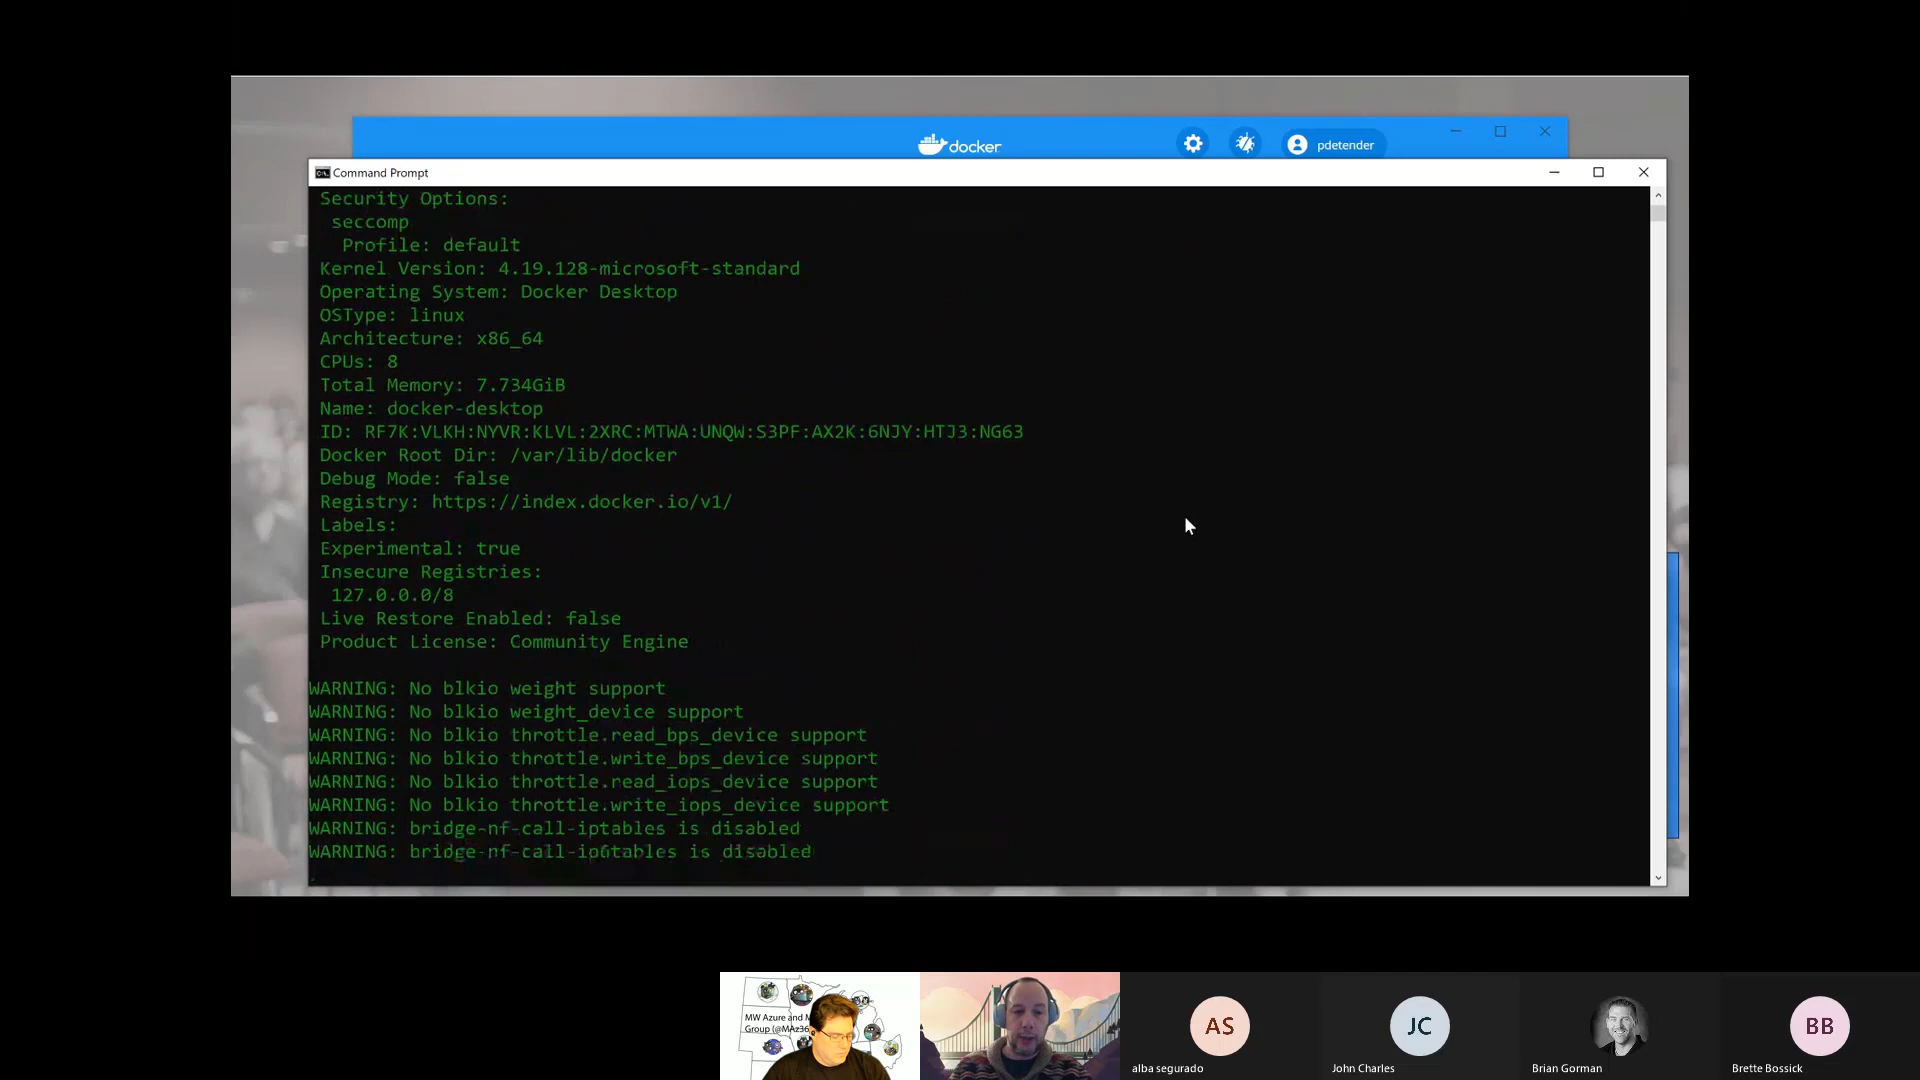 docker
pdetender
Command Prompt
Security Options:
seccomp
Profile: default
Kernel Version: 4.19.128-microsoft-standard
Operating System: Docker Desktop
OSType: linux
Architecture: x86_64
CPUs: 8
Total Memory: 7.734GiB
Name: docker-desktop
ID: RF7K:VLKH:NYVR:KLVL:2XRC:MTWA:UNQW:S3PF:AX2K:6NJY:HTJ3:NG63
Docker Root Dir: /var/lib/docker
Debug Mode: false
Registry: https://index.docker.io/v1/
Labels:
Experimental: true
Insecure Registries:
127.0.0.0/8
Live Restore Enabled: false
Product License: Community Engine
WARNING: No blkio weight support
WARNING: No blkio weight_device support
WARNING: No blkio throttle.read_bps_device support
WARNING: No blkio throttle.write_bps_device support
WARNING: No blkio throttle.read_iops_device support
WARNING: No blkio throttle.write_iops_device support
WARNING: bridge-nf-call-iptables is disabled
WARNING: bridge-nf-call-ip6tables is disabled
MW Azure and
Group (@MAz36
AS
JC
BB
alba segurado
John Charles
Brian Gorman
Brette Bossick